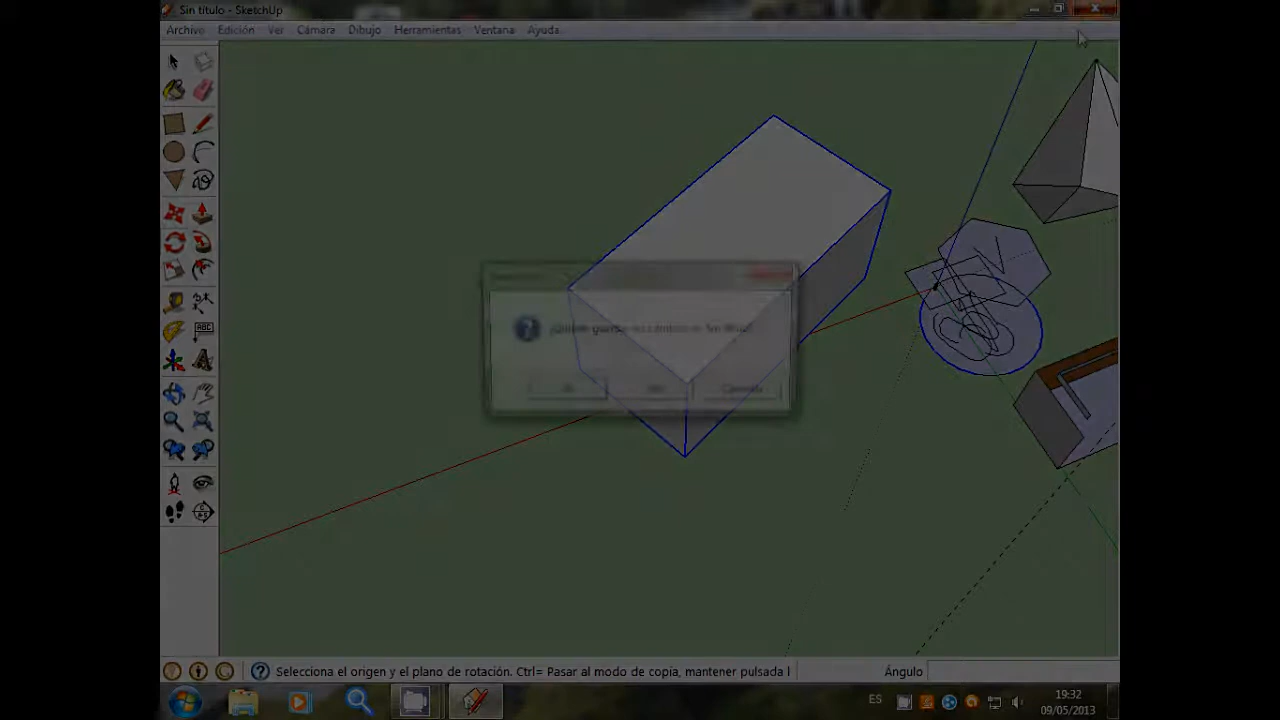 Sin título - SketchUp
Archivo Edición Ver Cámara Dibujo Herramientas Ventana Ayuda
ABC
Selecciona el origen y el plano de rotación. Ctrl= Pasar al modo de copia, mantener pulsada l
Ángulo
ES
19:32
09/05/2013